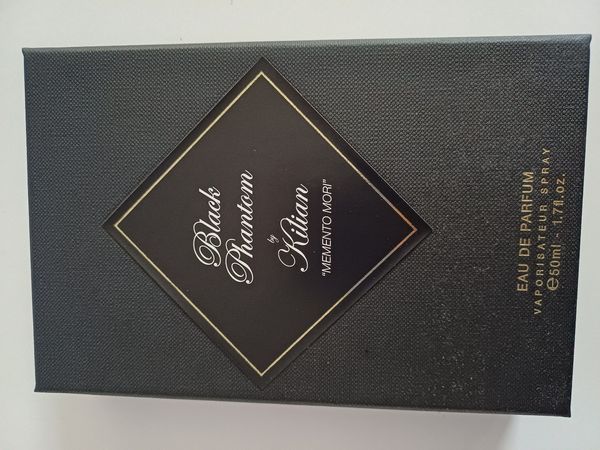 Black
Phantom
by
Kilian
"MEMENTO MORI"
EAU DE PARFUM
VAPORISATEUR SPRAY
℮50ml - 1.7fl.oz.